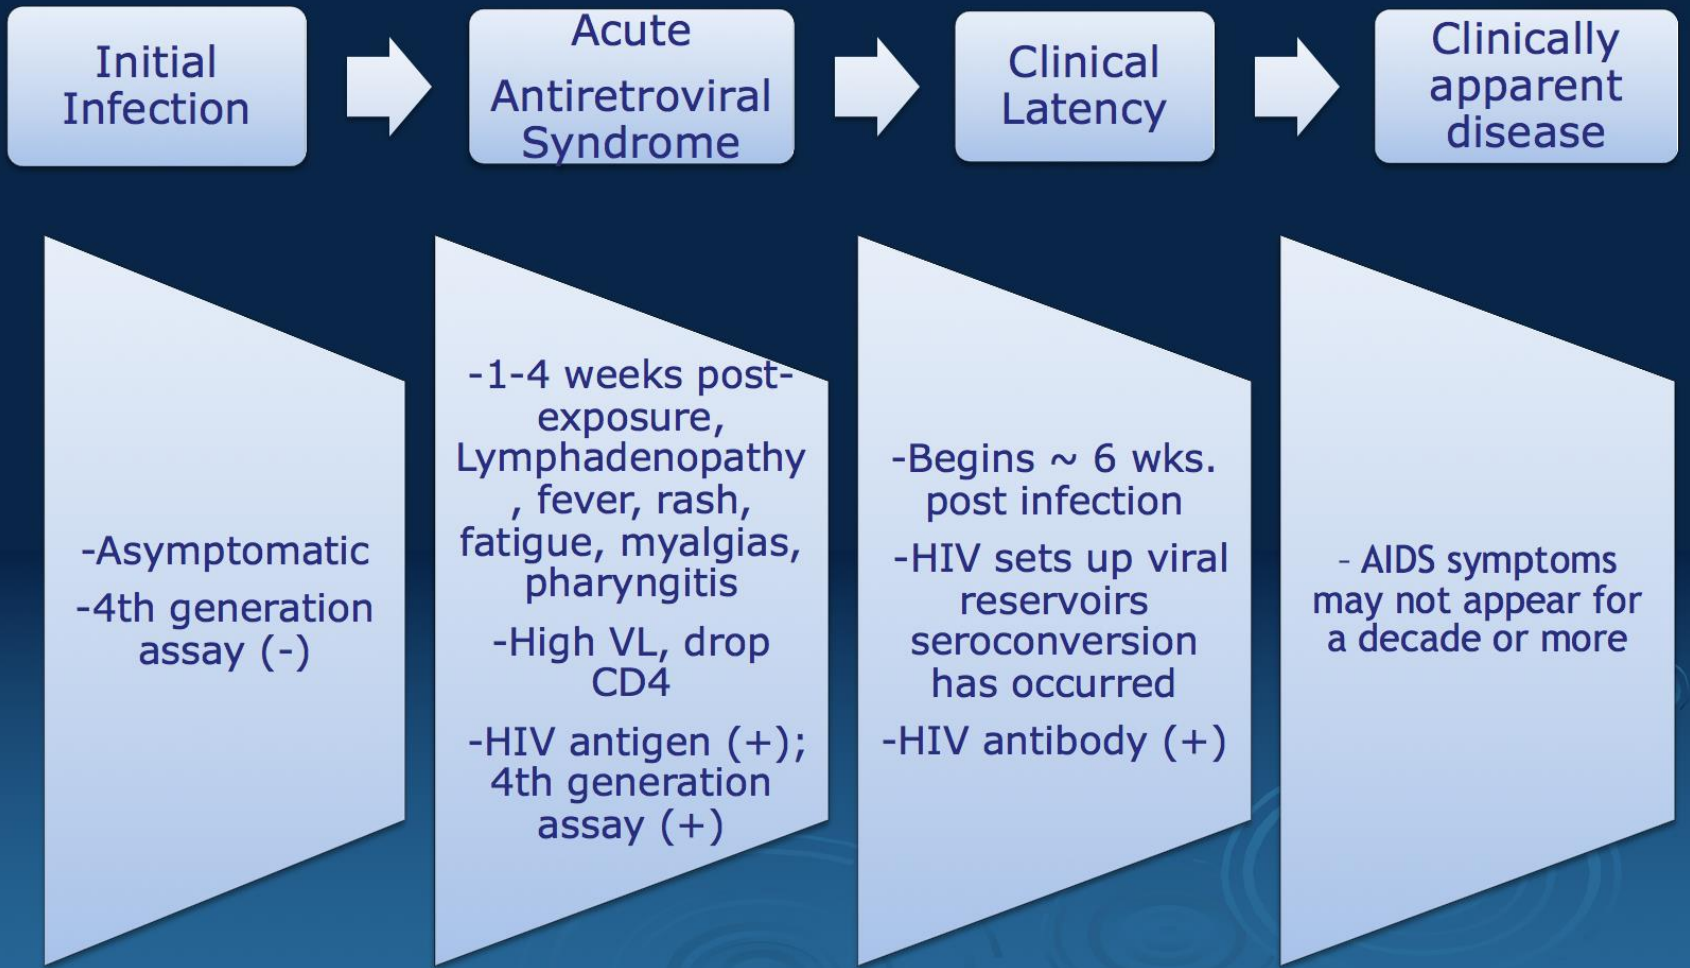 Initial
Infection
Acute
Antiretroviral
Syndrome
Clinical
Latency
Clinically
apparent
disease
-Asymptomatic
-4th generation
assay (-)
-1-4 weeks post-
exposure,
Lymphadenopathy
, fever, rash,
fatigue, myalgias,
pharyngitis
-High VL, drop
CD4
-HIV antigen (+);
4th generation
assay (+)
-Begins ~ 6 wks.
post infection
-HIV sets up viral
reservoirs
seroconversion
has occurred
-HIV antibody (+)
- AIDS symptoms
may not appear for
a decade or more